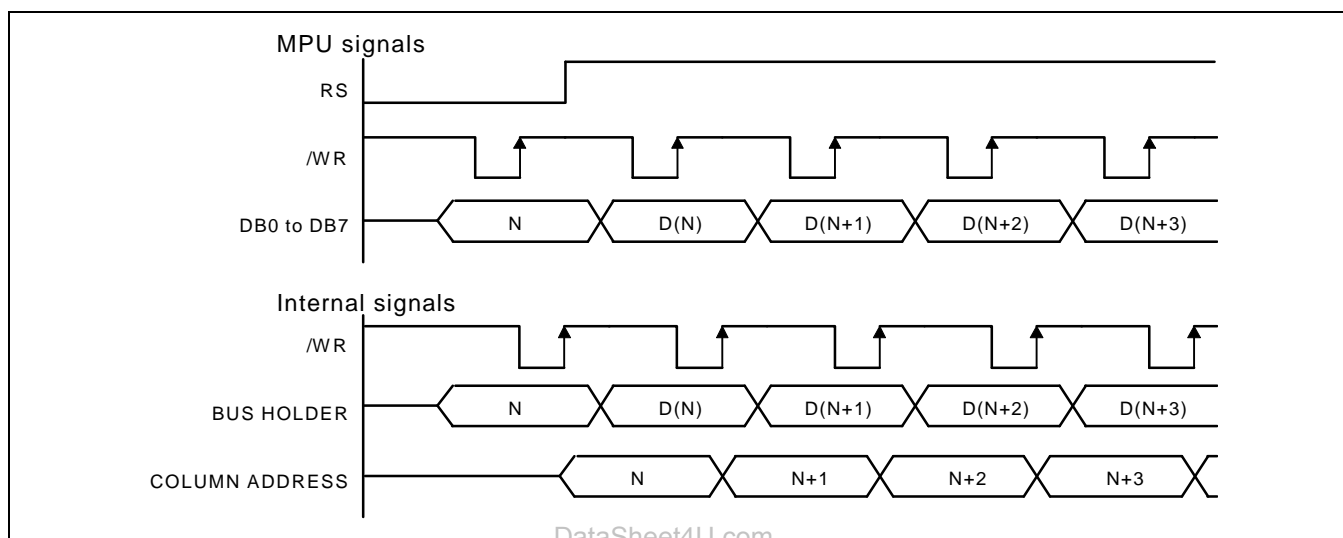 MPU signals
RS
/WR
DB0 to DB7
N D(N) D(N+1) D(N+2) D(N+3)
Internal signals
/WR
BUS HOLDER
N D(N) D(N+1) D(N+2) D(N+3)
COLUMN ADDRESS
N N+1 N+2 N+3
DataSheet4U.com